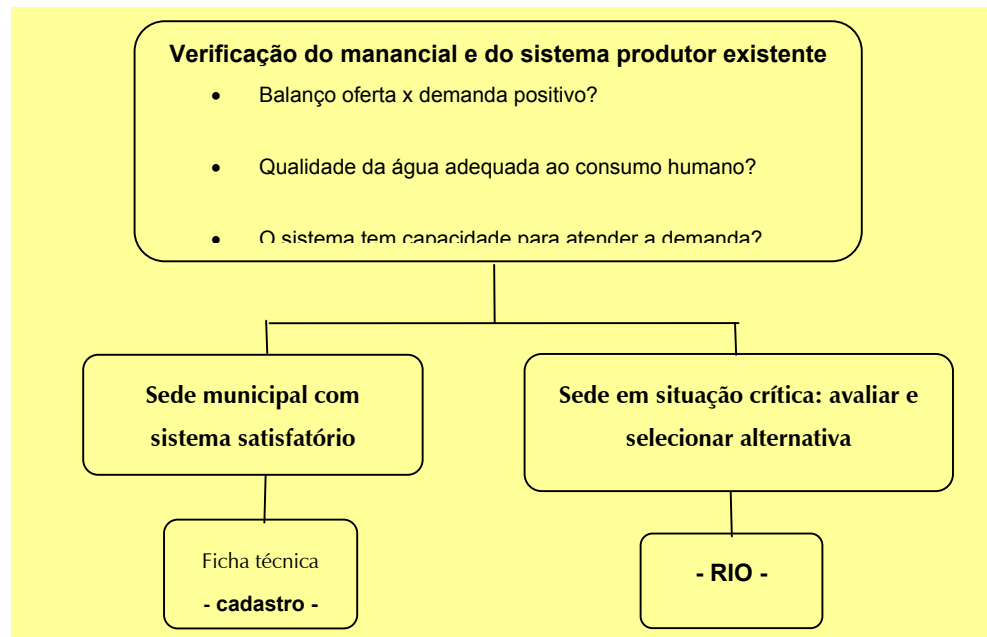 Verificação do manancial e do sistema produtor existente
• Balanço oferta x demanda positivo?
• Qualidade da água adequada ao consumo humano?
• O sistema tem capacidade para atender a demanda?
Sede municipal com
sistema satisfatório
Sede em situação crítica: avaliar e
selecionar alternativa
Ficha técnica
- cadastro -
- RIO -